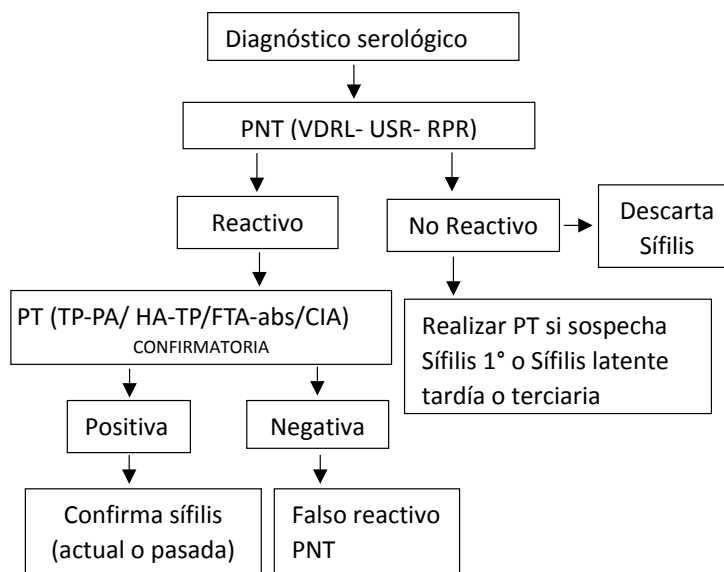 Diagnóstico serológico
PNT (VDRL- USR- RPR)
Reactivo
No Reactivo
Descarta
Sífilis
PT (TP-PA/ HA-TP/FTA-abs/CIA)
CONFIRMATORIA
Realizar PT si sospecha
Sífilis 1° o Sífilis latente
tardía o terciaria
Positiva
Negativa
Confirma sífilis
(actual o pasada)
Falso reactivo
PNT